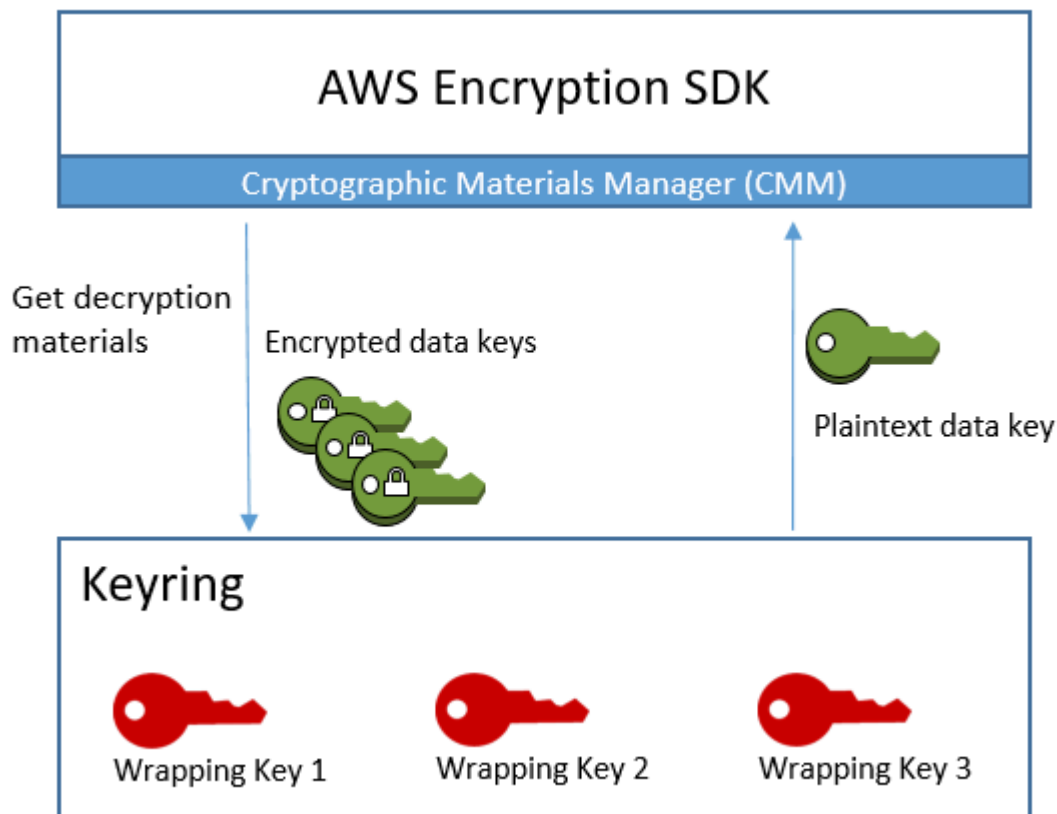 AWS Encryption SDK
Cryptographic Materials Manager (CMM)
Get decryption
materials
Encrypted data keys
Plaintext data key
Keyring
Wrapping Key 1
Wrapping Key 2
Wrapping Key 3